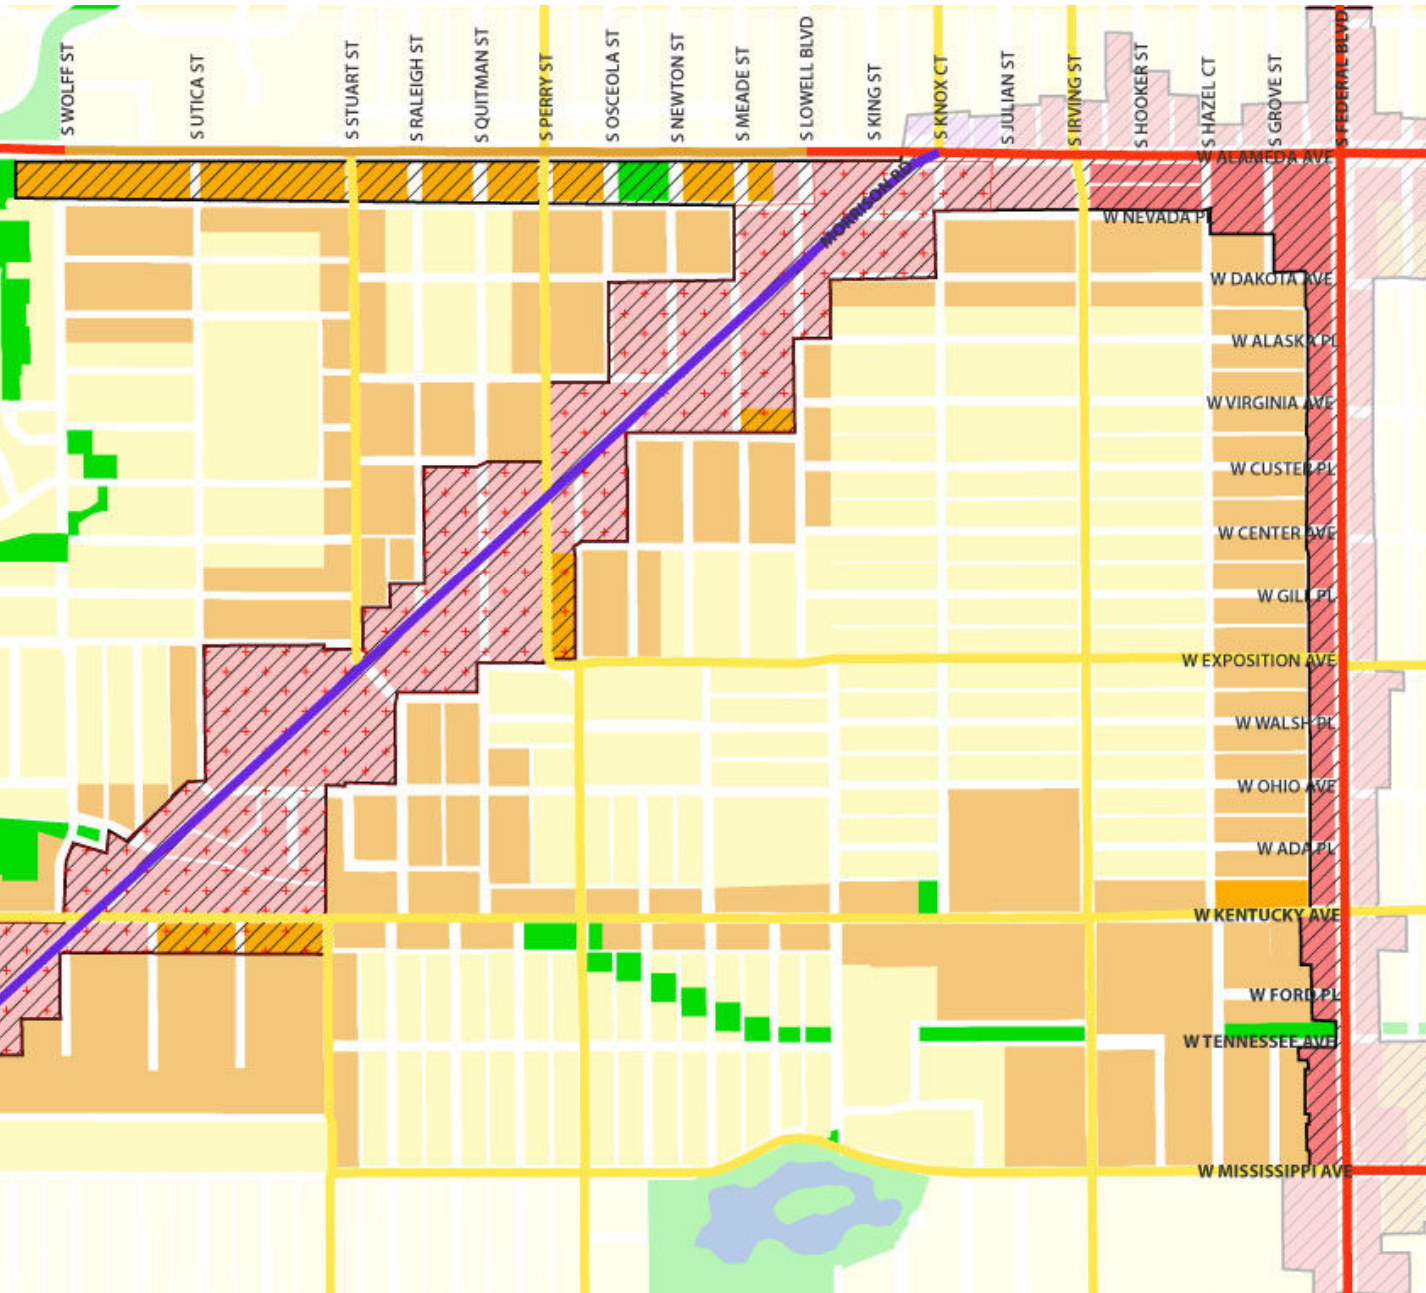 S WOLFF ST
S UTICA ST
S STUART ST
S RALEIGH ST
S QUITMAN ST
S PERRY ST
S OSCEOLA ST
S NEWTON ST
S MEADE ST
S LOWELL BLVD
S KING ST
S KNOX CT
S JULIAN ST
S IRVING ST
S HOOKER ST
S HAZEL CT
S GROVE ST
S FEDERAL BLVD
W ALAMEDA AVE
MORRISON RD
W NEVADA PL
W DAKOTA AVE
W ALASKA PL
W VIRGINIA AVE
W CUSTER PL
W CENTER AVE
W GILL PL
W EXPOSITION AVE
W WALSH PL
W OHIO AVE
W ADA PL
W KENTUCKY AVE
W FORD PL
W TENNESSEE AVE
W MISSISSIPPI AVE